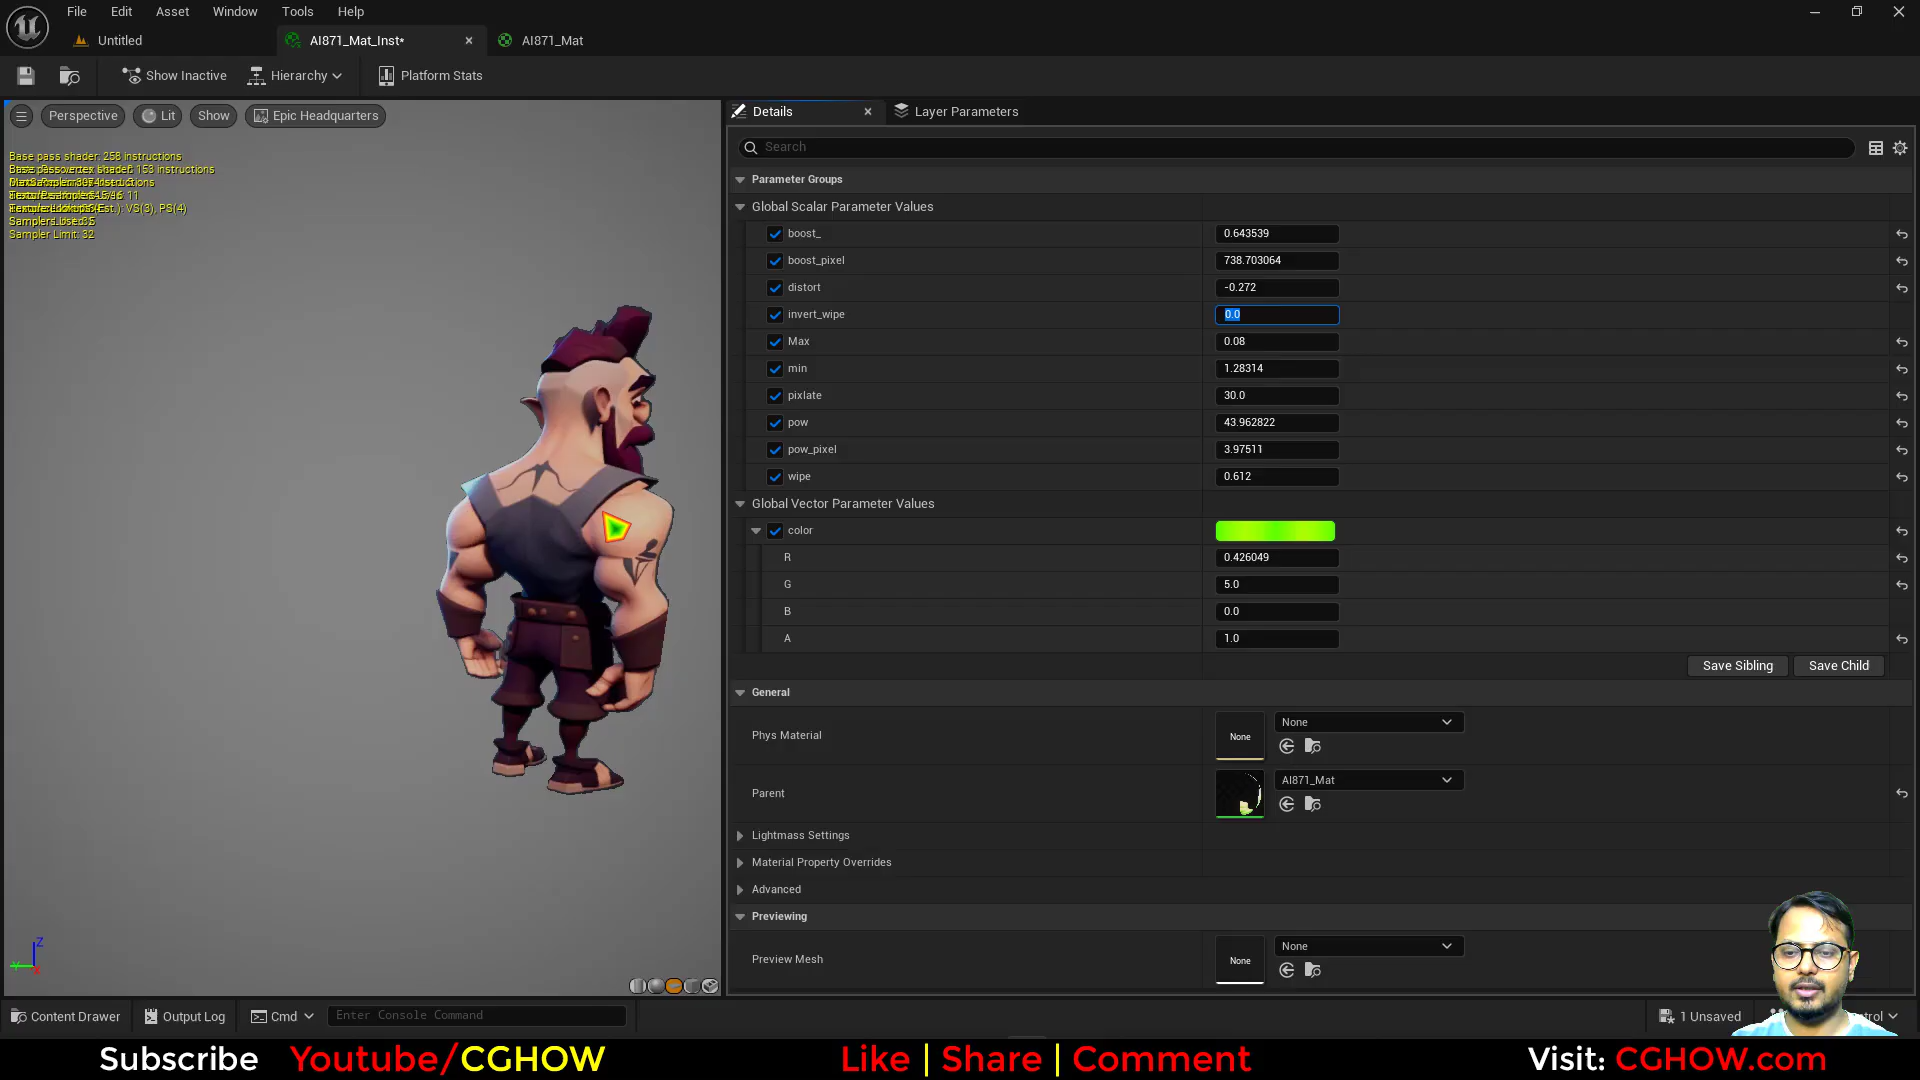 File Edit Asset Window Tools Help
Untitled AI871_Mat_Inst* AI871_Mat
Show Inactive Hierarchy Platform Stats
Perspective Lit Show Epic Headquarters
Base pass shader: 258 instructions
Sampler Limit: 32
Details Layer Parameters
Search
Parameter Groups
Global Scalar Parameter Values
boost_ 0.643539
boost_pixel 738.703064
distort -0.272
invert_wipe 0.0
Max 0.08
min 1.28314
pixlate 30.0
pow 43.962822
pow_pixel 3.97511
wipe 0.612
Global Vector Parameter Values
color
R 0.426049
G 5.0
B 0.0
A 1.0
Save Sibling Save Child
General
Phys Material None None
Parent AI871_Mat
Lightmass Settings
Material Property Overrides
Advanced
Previewing
Preview Mesh None None
Z
Content Drawer Output Log Cmd Enter Console Command 1 Unsaved
Subscribe Youtube/CGHOW Like | Share | Comment Visit: CGHOW.com